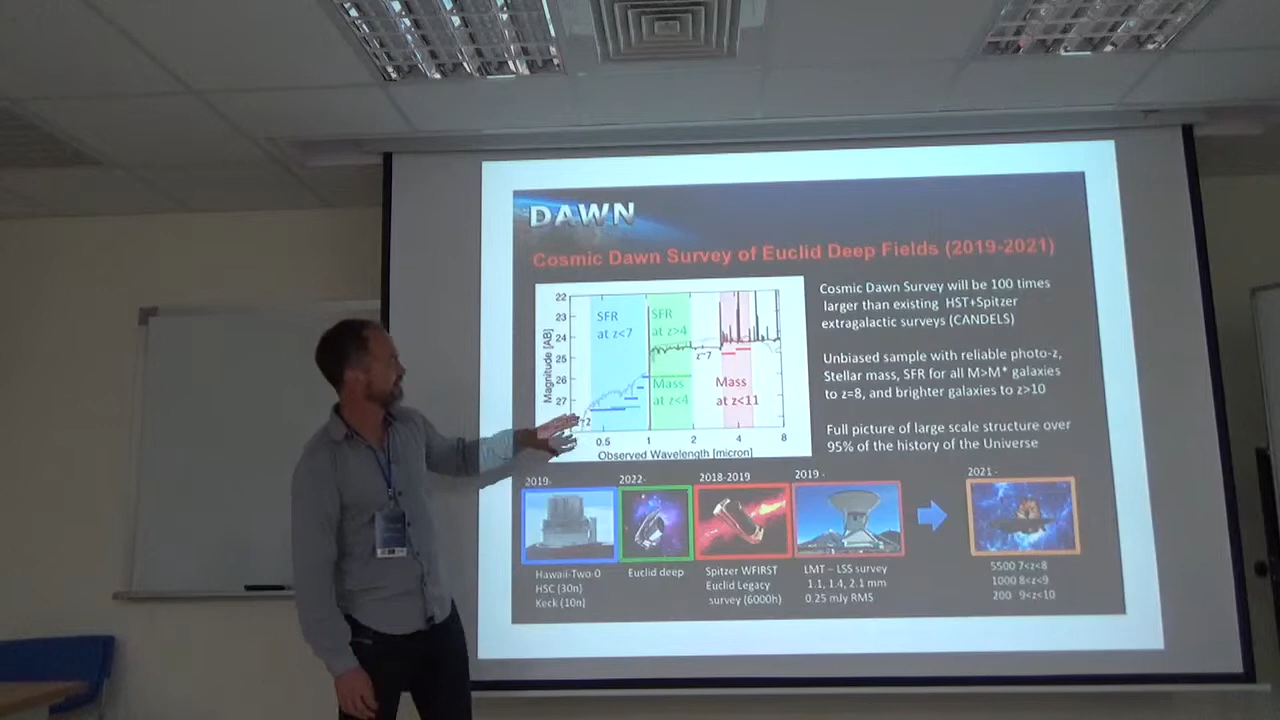 DAWN
Cosmic Dawn Survey of Euclid Deep Fields (2019-2021)
22
23
24
25
26
27
Magnitude [AB]
SFR
at z<7
SFR
at z>4
z~7
Mass
at z<4
Mass
at z<11
0.5
1
2
4
8
Observed Wavelength [micron]
Cosmic Dawn Survey will be 100 times
larger than existing HST+Spitzer
extragalactic surveys (CANDELS)
Unbiased sample with reliable photo-z,
Stellar mass, SFR for all M>M* galaxies
to z=8, and brighter galaxies to z>10
Full picture of large scale structure over
95% of the history of the Universe
2019-
Hawaii-Two-0
HSC (30n)
Keck (10n)
2022-
Euclid deep
2018-2019
Spitzer WFIRST
Euclid Legacy
survey (6000h)
2019 -
LMT – LSS survey
1.1, 1.4, 2.1 mm
0.25 mJy RMS
2021 -
5500 7<z<8
1000 8<z<9
200 9<z<10